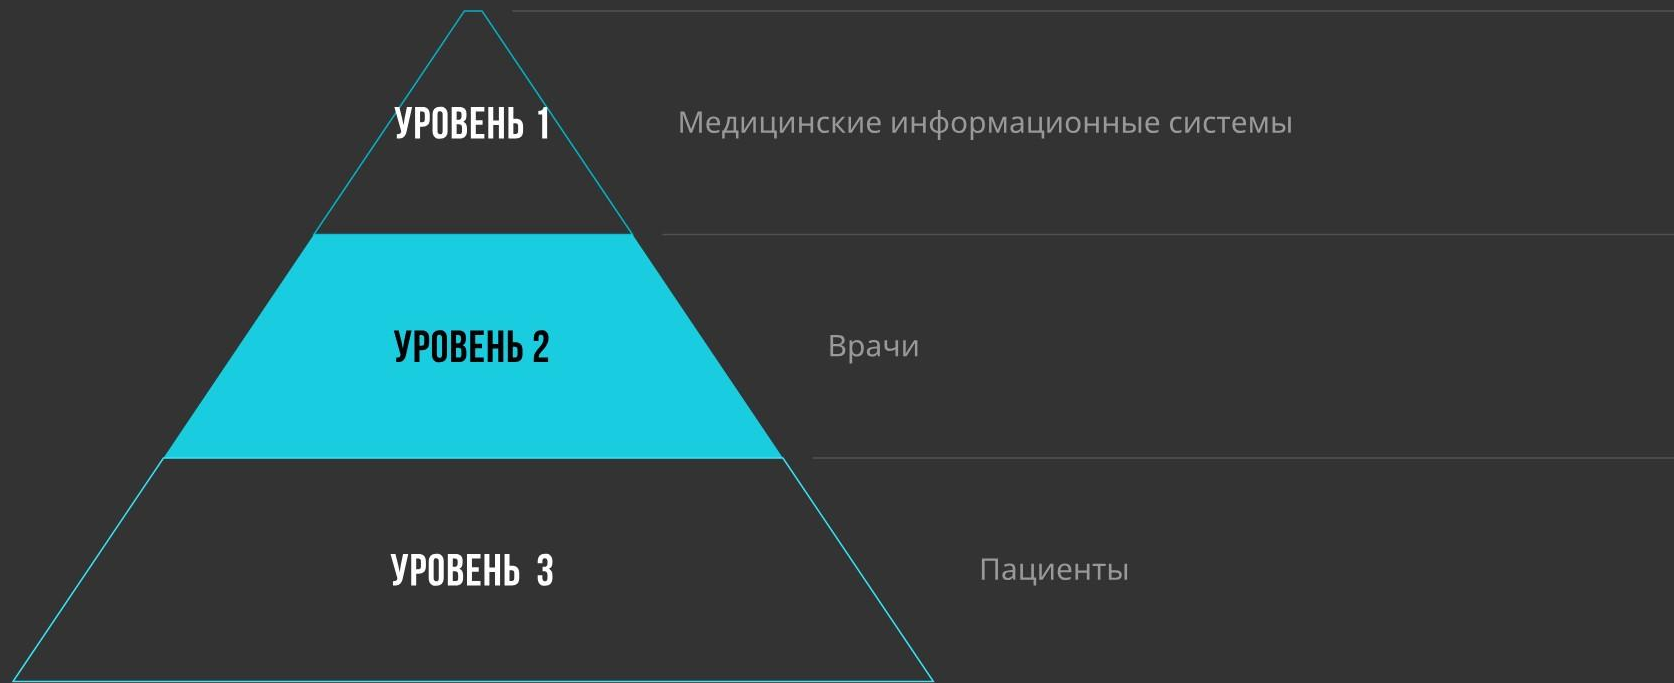 УРОВЕНЬ 1
Медицинские информационные системы
УРОВЕНЬ 2
Врачи
УРОВЕНЬ 3
Пациенты